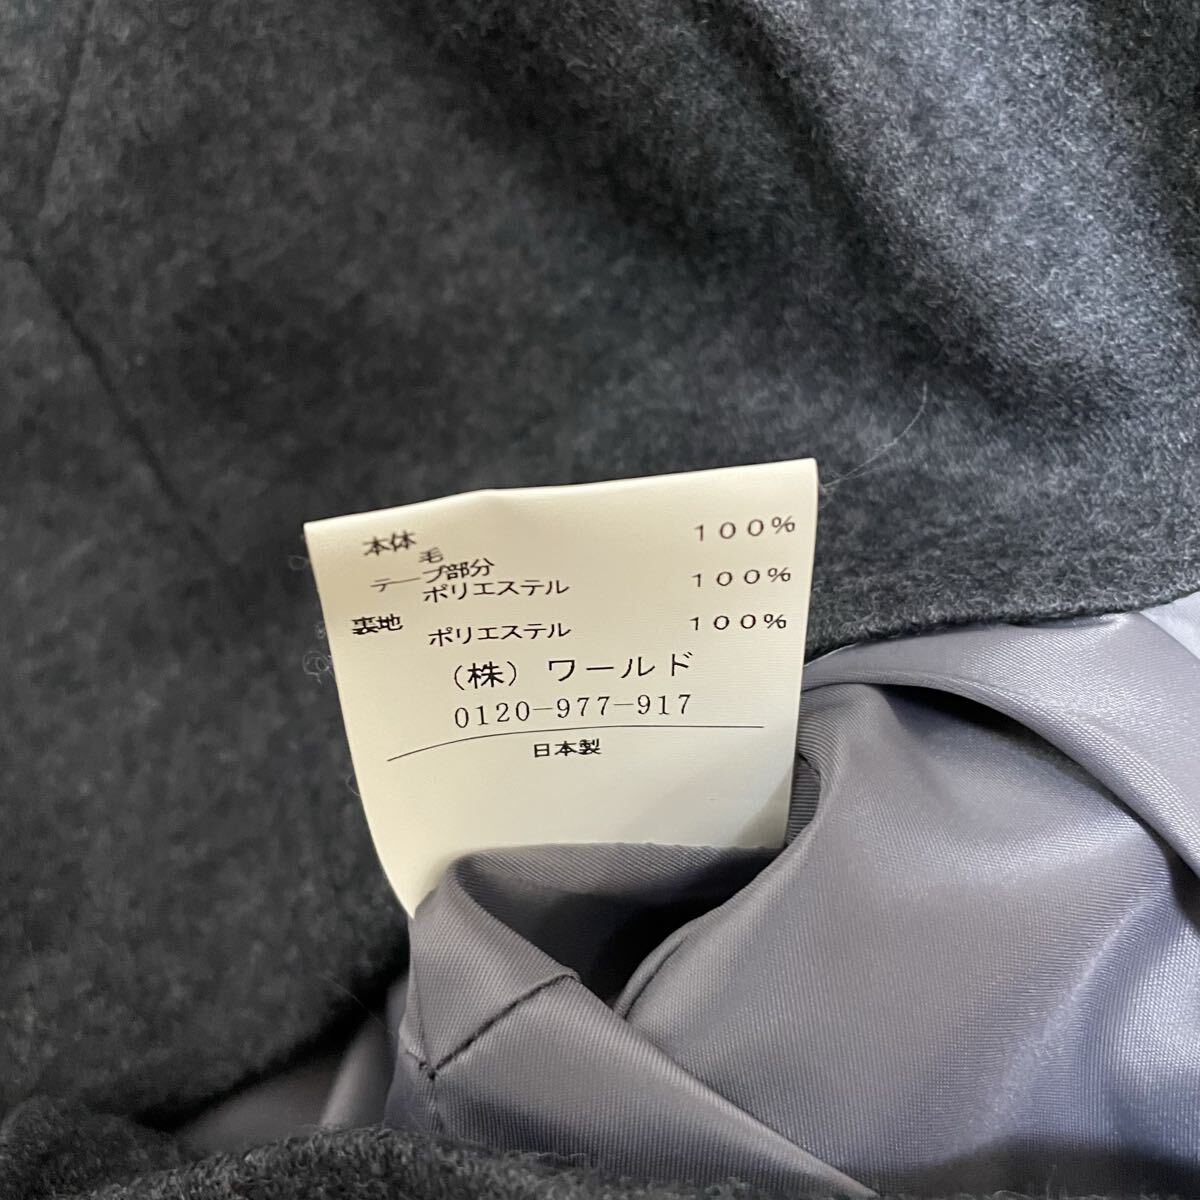 本体
毛 100%
テープ部分
ポリエステル 100%
裏地
ポリエステル 100%
(株) ワールド
0120-977-917
日本製